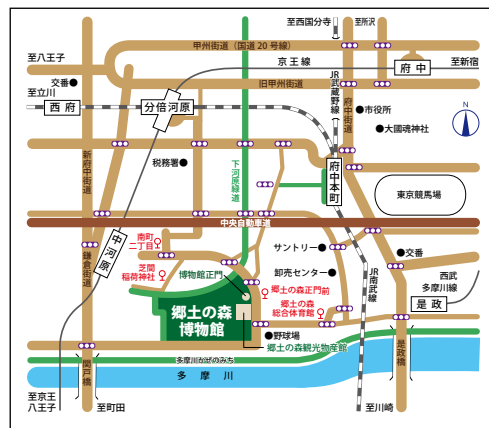 至西国分寺
至所沢
甲州街道(国道20号線)
至八王子
京王線
府中
至新宿
交番
旧甲州街道
至立川
西府
分倍河原
JR武蔵野線
府中街道
市役所
大國魂神社
N
新府中街道
税務署
下河原緑道
府中本町
東京競馬場
中央自動車道
南町
二丁目
中河原
サントリー
交番
芝間
稲荷神社
博物館正門
卸売センター
JR南武線
西武
多摩川線
鎌倉街道
郷土の森正門前
郷土の森
総合体育館
是政
郷土の森
博物館
野球場
郷土の森観光物産館
是政橋
関戸橋
多摩川かぜのみち
多摩川
至京王
八王子
至町田
至川崎